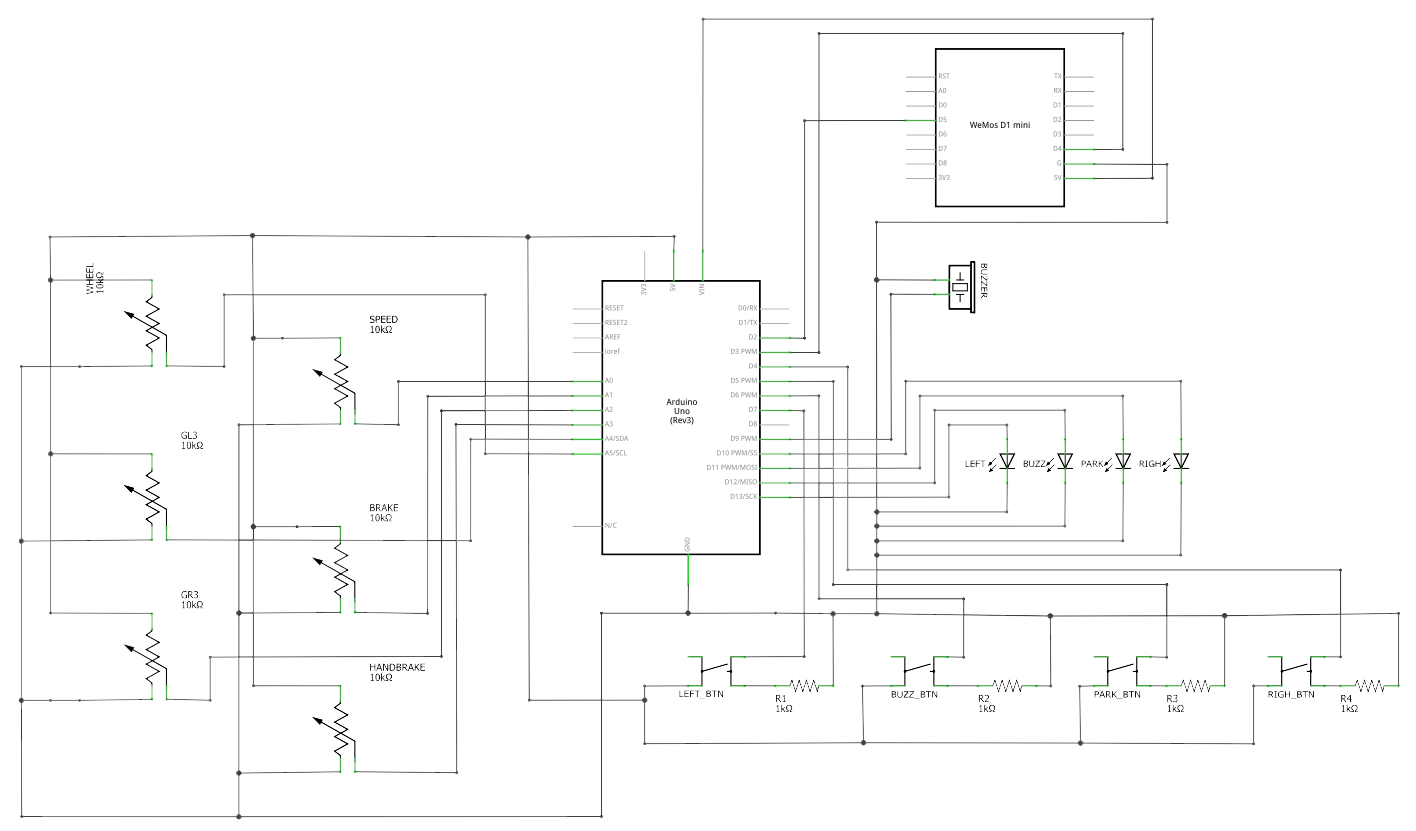 RST
A0
D0
D5
D6
D7
D8
3V3
WeMos D1 mini
TX
RX
D1
D2
D3
D4
G
5V
BUZZER
WHEEL
10kΩ
SPEED
10kΩ
GL3
10kΩ
BRAKE
10kΩ
GR3
10kΩ
HANDBRAKE
10kΩ
3V3
5V
VIN
RESET
RESET2
AREF
ioref
A0
A1
A2
A3
A4/SDA
A5/SCL
N/C
Arduino
Uno
(Rev3)
D0/RX
D1/TX
D2
D3 PWM
D4
D5 PWM
D6 PWM
D7
D8
D9 PWM
D10 PWM/SS
D11 PWM/MOSI
D12/MISO
D13/SCK
GND
LEFT
BUZZ
PARK
RIGH
LEFT_BTN
R1
1kΩ
BUZZ_BTN
R2
1kΩ
PARK_BTN
R3
1kΩ
RIGH_BTN
R4
1kΩ